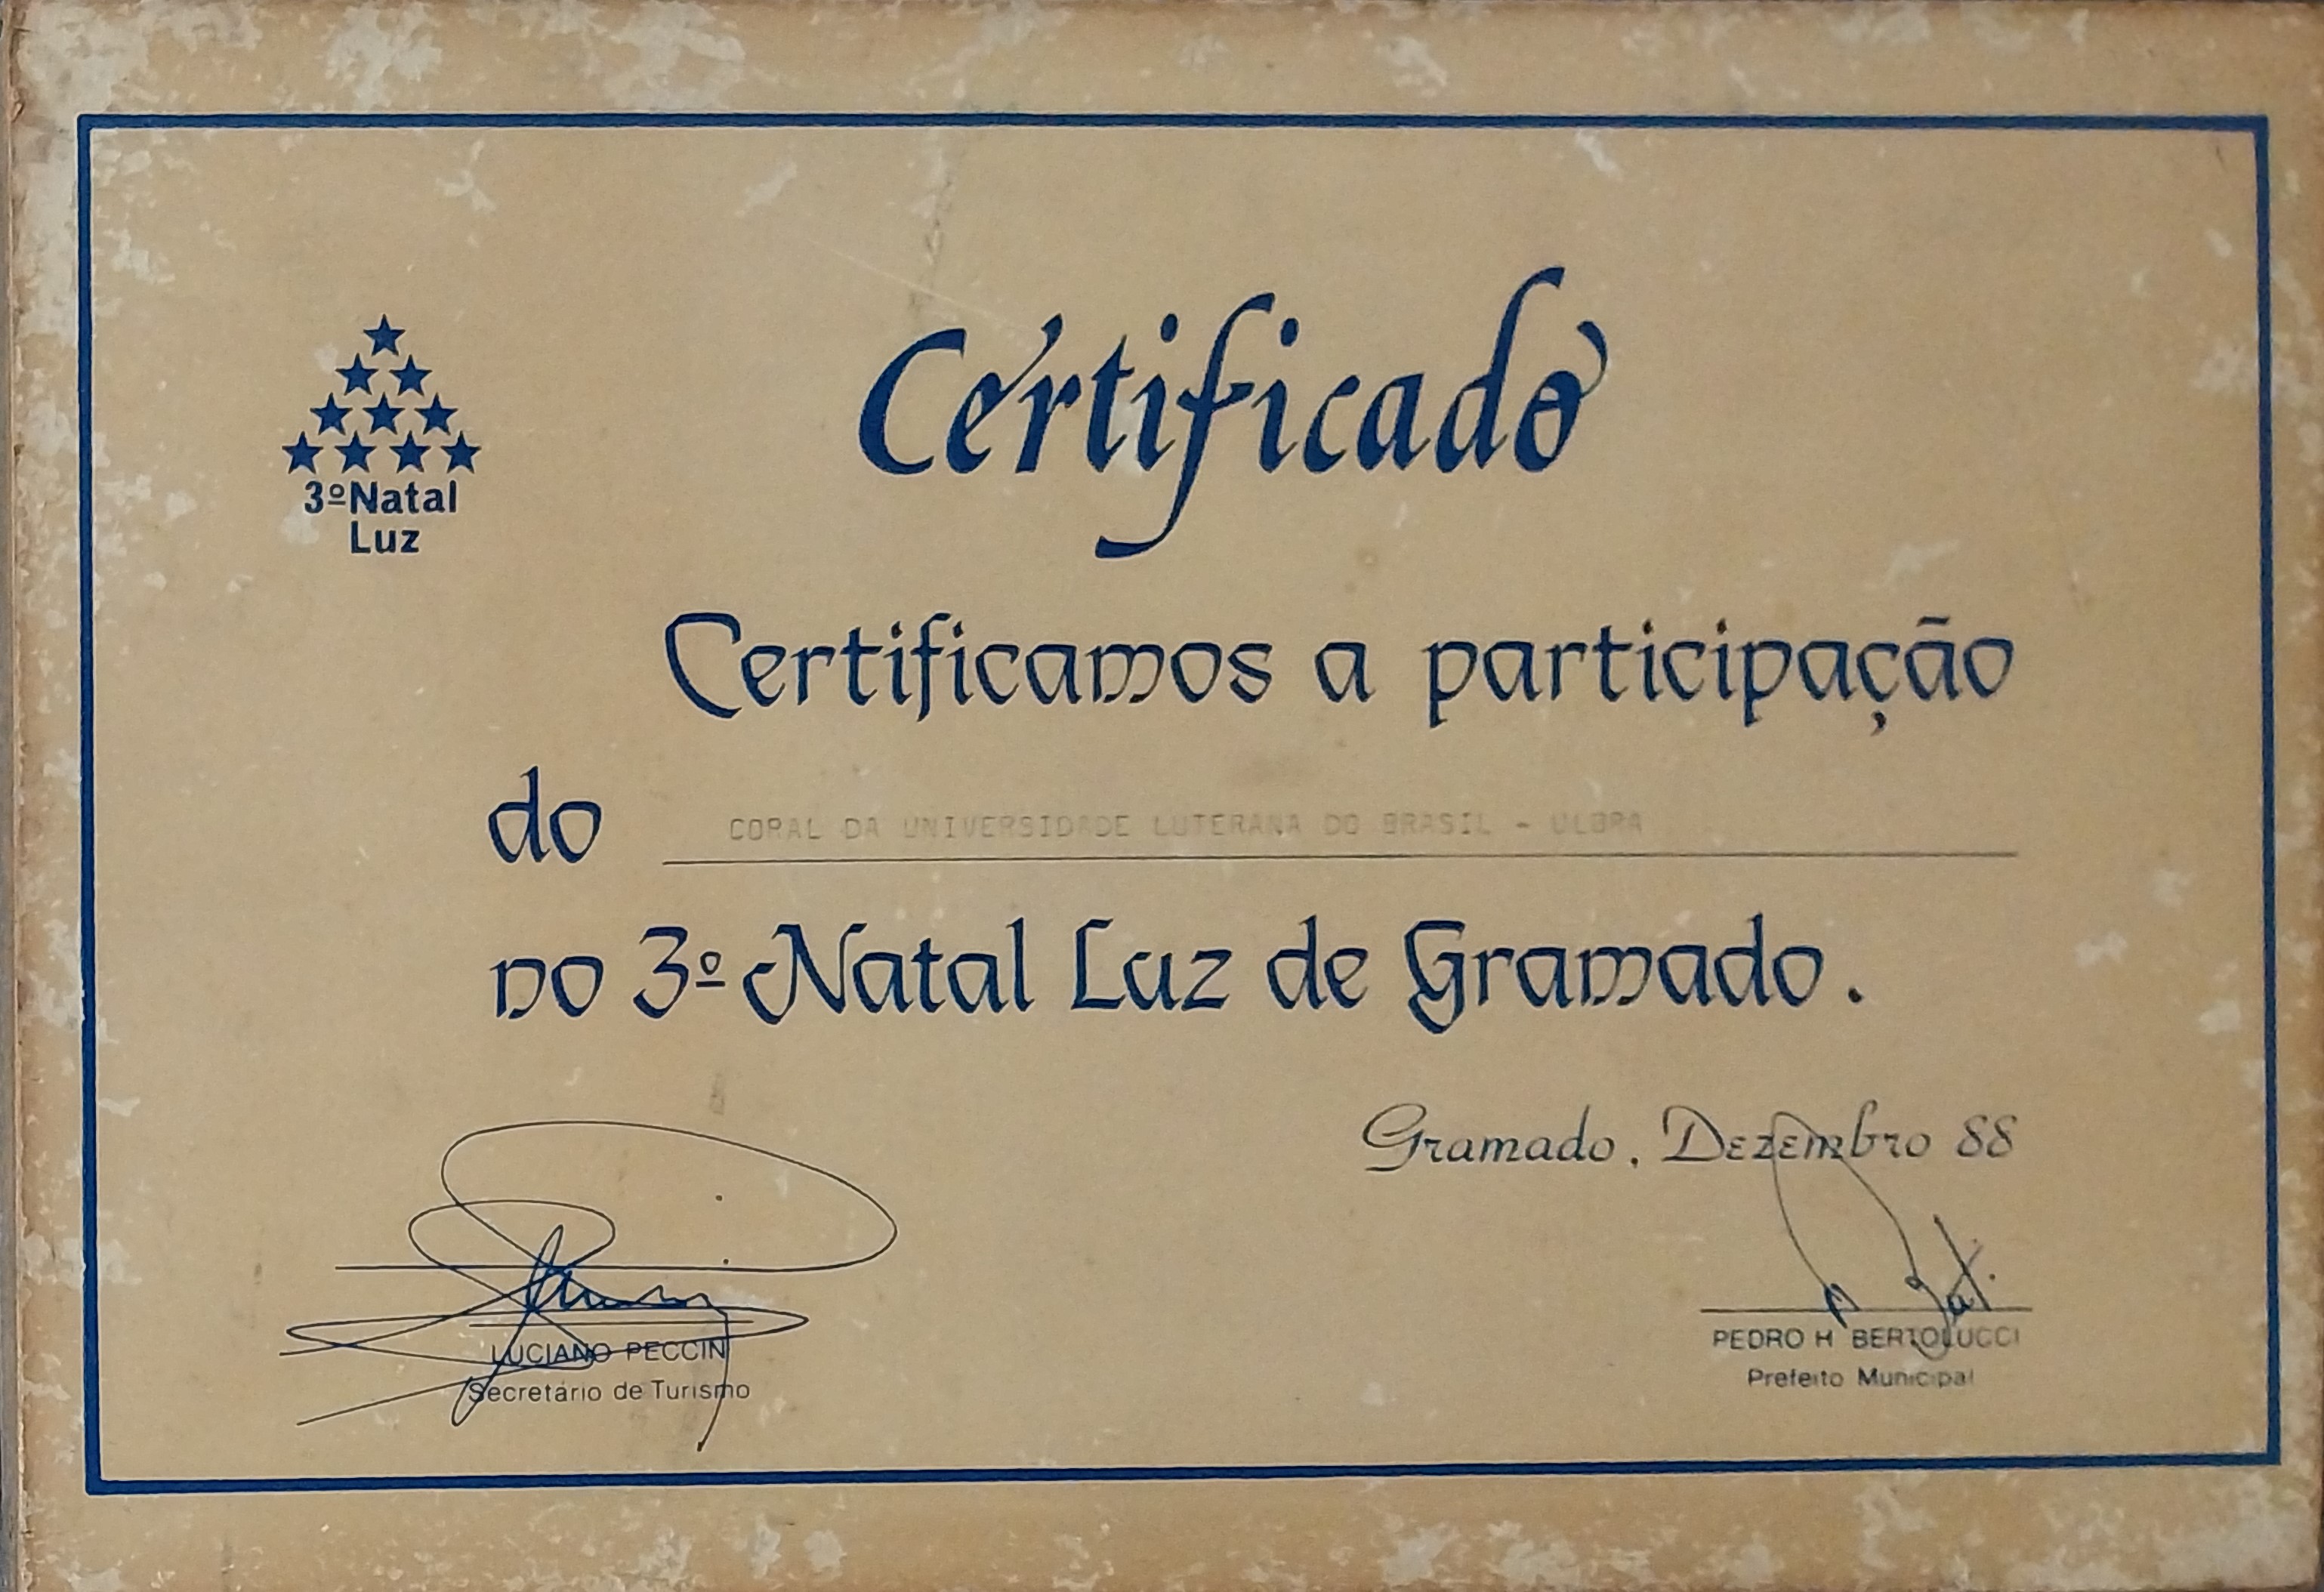 3º Natal
Luz
Certificado
Certificamos a participação
do CORAL DA UNIVERSIDADE LUTERANA DO BRASIL - ULBRA
no 3º Natal Luz de Gramado.
Gramado, Dezembro 88
LUCIANO PECCIN
Secretário de Turismo
PEDRO H BERTOLUCCI
Prefeito Municipal